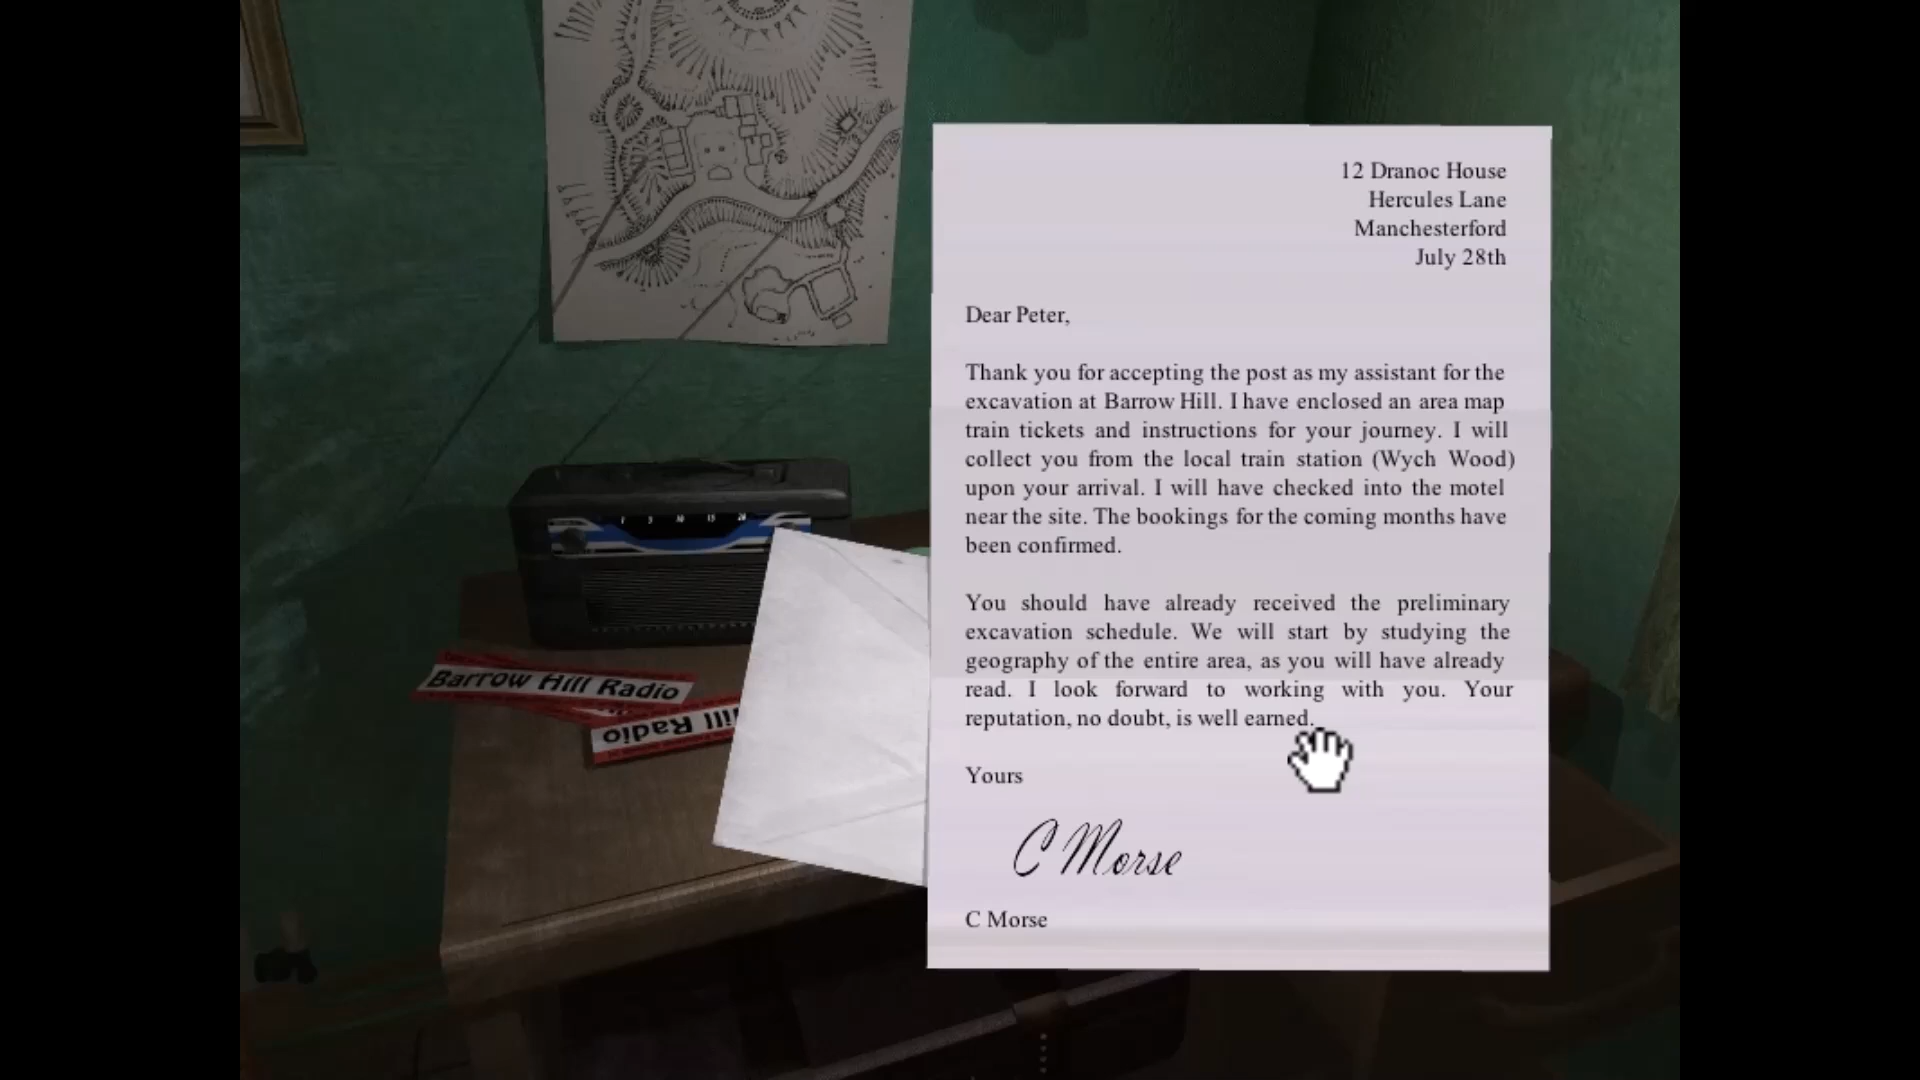 12 Dranoc House
Hercules Lane
Manchesterford
July 28th
Dear Peter,
Thank you for accepting the post as my assistant for the
excavation at Barrow Hill. I have enclosed an area map
train tickets and instructions for your journey. I will
collect you from the local train station (Wych Wood)
upon your arrival. I will have checked into the motel
near the site. The bookings for the coming months have
been confirmed.
You should have already received the preliminary
excavation schedule. We will start by studying the
geography of the entire area, as you will have already
read. I look forward to working with you. Your
reputation, no doubt, is well earned.
Yours
C Morse
C Morse
Barrow Hill Radio
Hill Radio